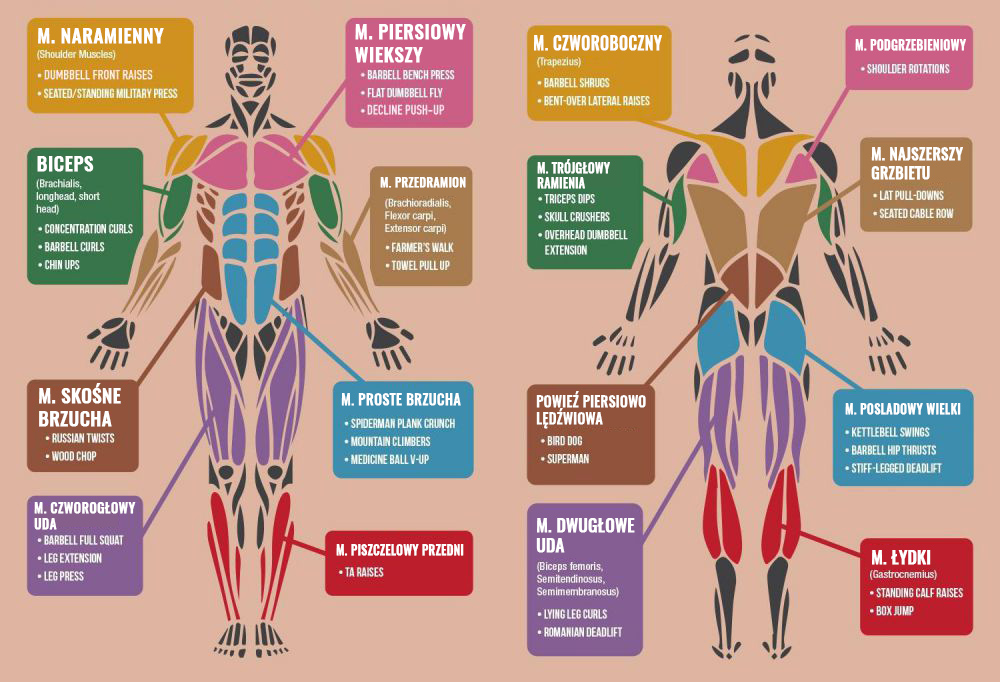 M. NARAMIENNY
(Shoulder Muscles)
• DUMBBELL FRONT RAISES
• SEATED/STANDING MILITARY PRESS
M. PIERSIOWY
WIEKSZY
• BARBELL BENCH PRESS
• FLAT DUMBBELL FLY
• DECLINE PUSH-UP
BICEPS
(Brachialis,
longhead, short
head)
• CONCENTRATION CURLS
• BARBELL CURLS
• CHIN UPS
M. PRZEDRAMION
(Brachioradialis,
Flexor carpi,
Extensor carpi)
• FARMER'S WALK
• TOWEL PULL UP
M. SKOŚNE
BRZUCHA
• RUSSIAN TWISTS
• WOOD CHOP
M. PROSTE BRZUCHA
• SPIDERMAN PLANK CRUNCH
• MOUNTAIN CLIMBERS
• MEDICINE BALL V-UP
M. CZWOROGŁOWY
UDA
• BARBELL FULL SQUAT
• LEG EXTENSION
• LEG PRESS
M. PISZCZELOWY PRZEDNI
• TA RAISES
M. CZWOROBOCZNY
(Trapezius)
• BARBELL SHRUGS
• BENT-OVER LATERAL RAISES
M. PODGRZEBIENIOWY
• SHOULDER ROTATIONS
M. TRÓJGŁOWY
RAMIENIA
• TRICEPS DIPS
• SKULL CRUSHERS
• OVERHEAD DUMBBELL
EXTENSION
M. NAJSZERSZY
GRZBIETU
• LAT PULL-DOWNS
• SEATED CABLE ROW
POWIEŹ PIERSIOWO
LĘDŹWIOWA
• BIRD DOG
• SUPERMAN
M. POSLADOWY WIELKI
• KETTLEBELL SWINGS
• BARBELL HIP THRUSTS
• STIFF-LEGGED DEADLIFT
M. DWUGŁOWE
UDA
(Biceps femoris,
Semitendinosus,
Semimembranosus)
• LYING LEG CURLS
• ROMANIAN DEADLIFT
M. ŁYDKI
(Gastrocnemius)
• STANDING CALF RAISES
• BOX JUMP